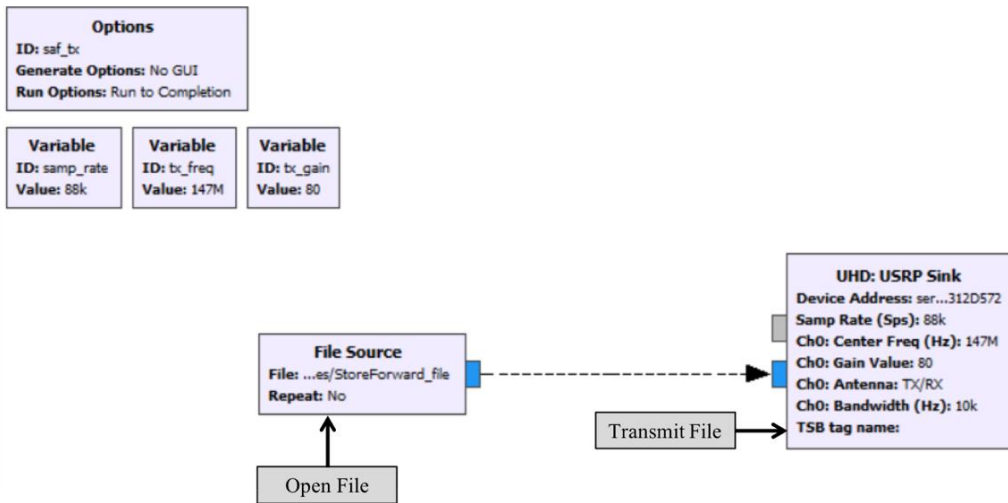 Options
ID: saf_tx
Generate Options: No GUI
Run Options: Run to Completion
Variable
ID: samp_rate
Value: 88k
Variable
ID: tx_freq
Value: 147M
Variable
ID: tx_gain
Value: 80
UHD: USRP Sink
Device Address: ser...312D572
Samp Rate (Sps): 88k
Ch0: Center Freq (Hz): 147M
Ch0: Gain Value: 80
Ch0: Antenna: TX/RX
Ch0: Bandwidth (Hz): 10k
TSB tag name:
File Source
File: ...es/StoreForward_file
Repeat: No
Transmit File
Open File